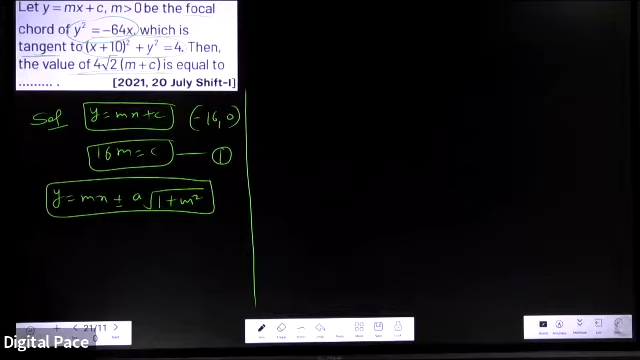 Let y = mx + c, m > 0 be the focal
chord of y² = −64x, which is
tangent to (x + 10)² + y² = 4. Then,
the value of 4√2 (m + c) is equal to
......... . [2021, 20 July Shift-I]
Sol y = mx + c (−16, 0)
16m = c — ①
y = mx ± a√1 + m²
21/11
Next
0
Digital Pace